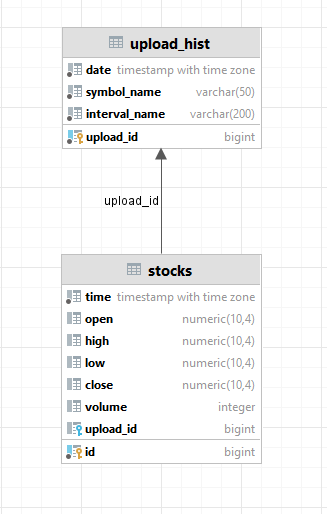 upload_hist
date timestamp with time zone
symbol_name varchar(50)
interval_name varchar(200)
upload_id bigint
upload_id
stocks
time timestamp with time zone
open numeric(10,4)
high numeric(10,4)
low numeric(10,4)
close numeric(10,4)
volume integer
upload_id bigint
id bigint